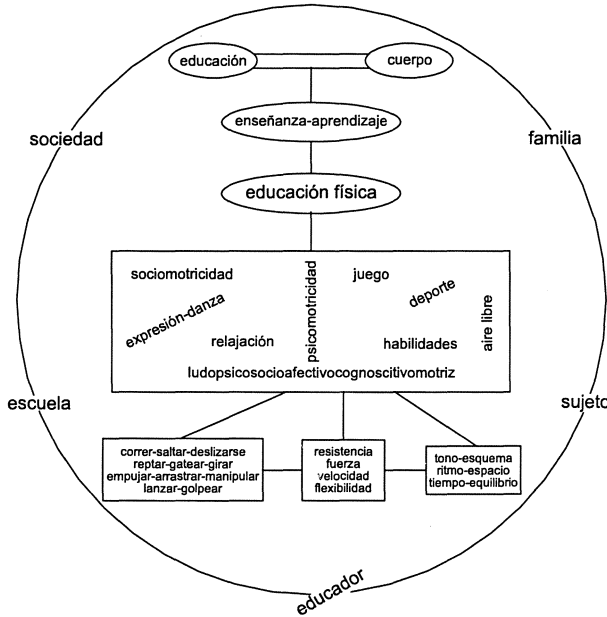 educación
cuerpo
enseñanza-aprendizaje
sociedad
familia
educación física
sociomotricidad
psicomotricidad
juego
expresión-danza
deporte
aire libre
relajación
habilidades
ludopsicosocioafectivocognoscitivomotriz
escuela
sujeto
correr-saltar-deslizarse
reptar-gatear-girar
empujar-arrastrar-manipular
lanzar-golpear
resistencia
fuerza
velocidad
flexibilidad
tono-esquema
ritmo-espacio
tiempo-equilibrio
educador